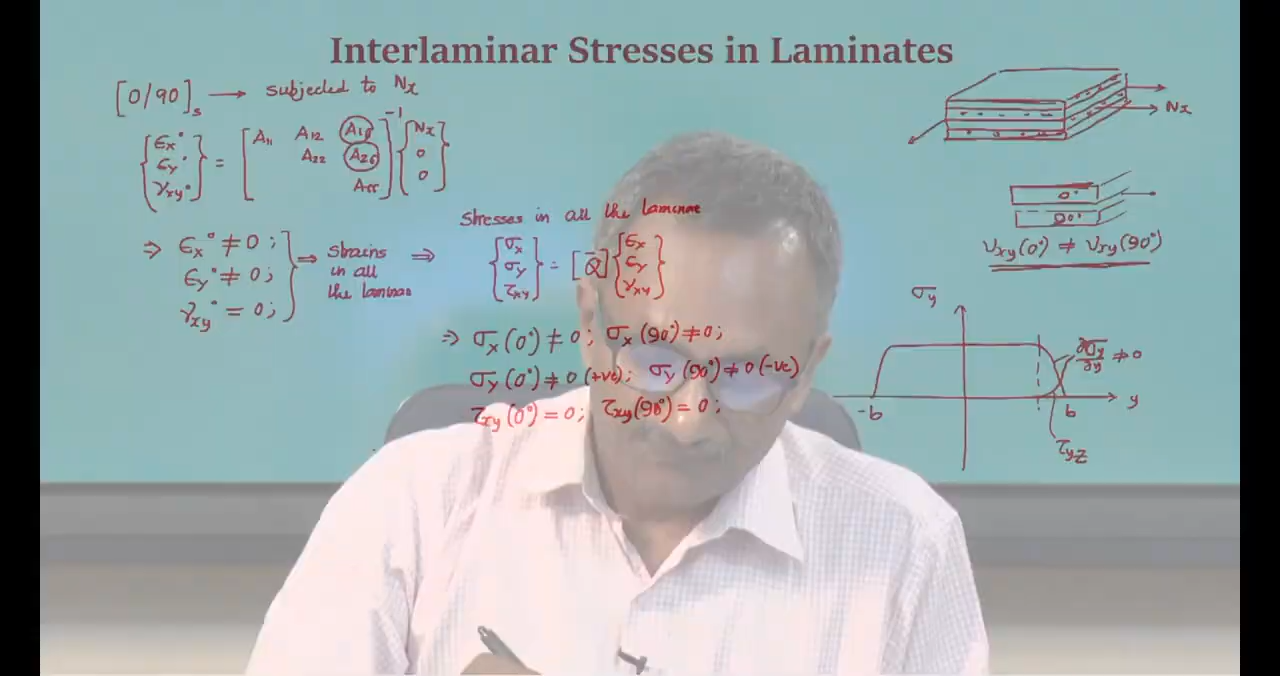 Interlaminar Stresses in Laminates
[0/90]s → subjected to Nx
{εx° εy° γxy°} = [A11 A12 A16 A22 A26 A66]⁻¹ {Nx 0 0}
⇒ εx° ≠ 0 ;
εy° ≠ 0;
γxy° = 0;
⇒ strains in all the laminae ⇒
Stresses in all the laminae
{σx σy τxy} = [Q̄] {εx εy γxy}
⇒ σx (0°) ≠ 0 ; σx (90°) ≠ 0 ;
σy (0°) ≠ 0 (+ve); σy (90°) ≠ 0 (-ve)
τxy (0°) = 0 ; τxy (90°) = 0 ;
Nx
0°
90°
νxy (0°) ≠ νxy (90°)
σy
∂σy/∂y ≠ 0
-b b y
τyz